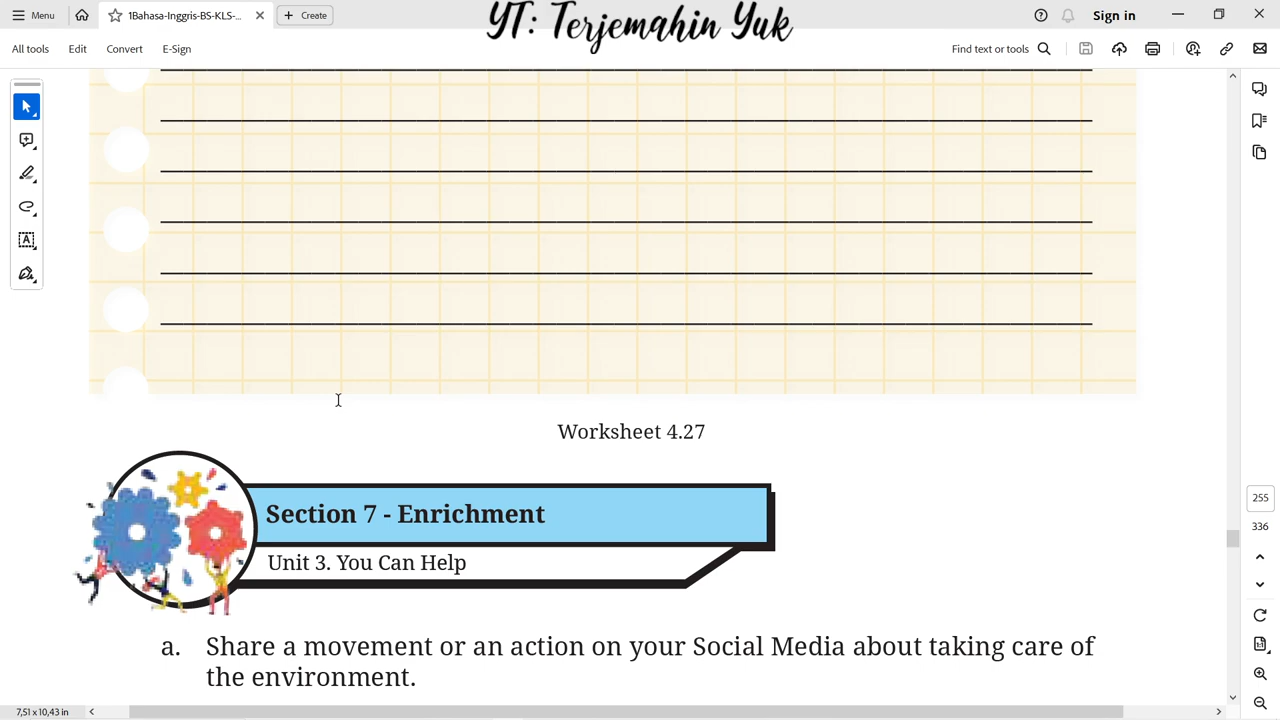 Menu
1Bahasa-Inggris-BS-KLS-...
Create
YT: Terjemahin Yuk
Sign in
All tools
Edit
Convert
E-Sign
Find text or tools
Worksheet 4.27
Section 7 - Enrichment
Unit 3. You Can Help
a. Share a movement or an action on your Social Media about taking care of
the environment.
255
336
7,51 x 10,43 in